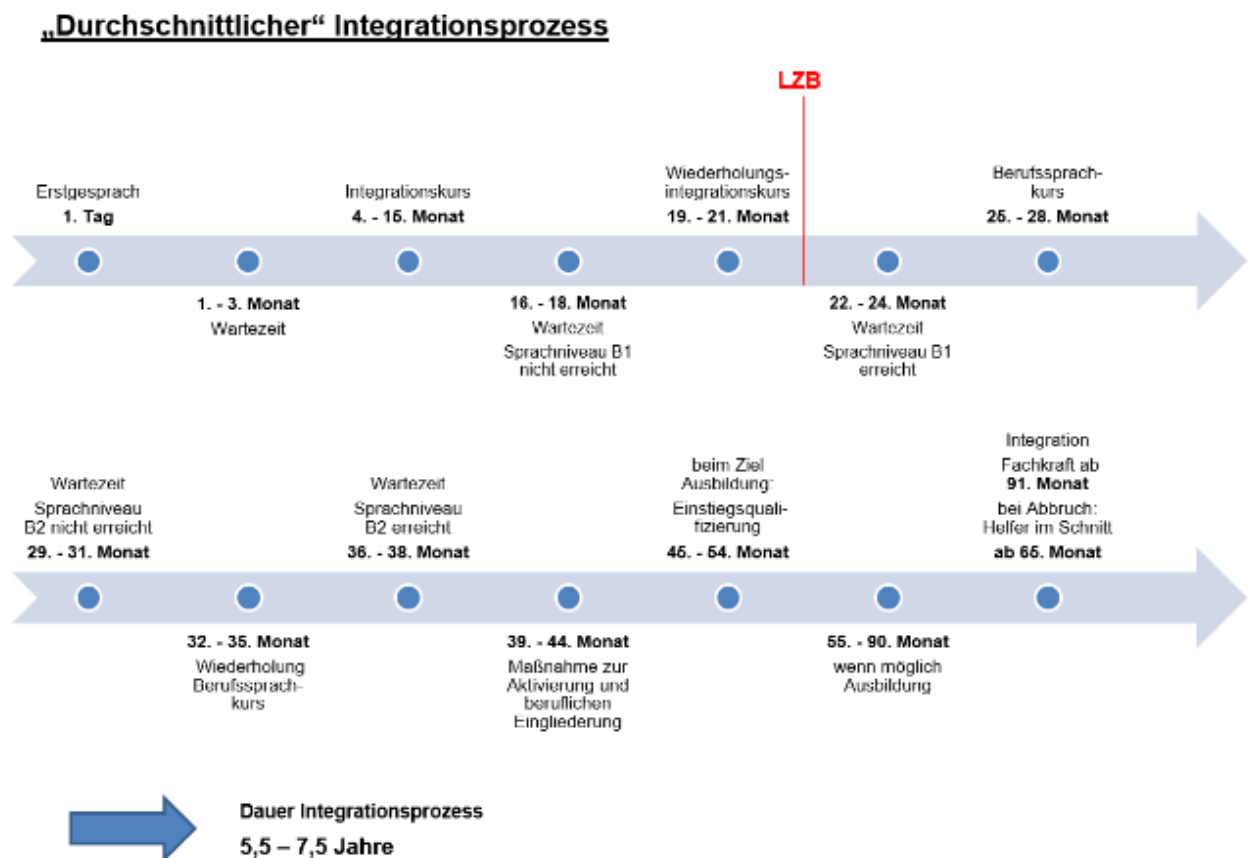 „Durchschnittlicher“ Integrationsprozess
LZB
Erstgesprach
1. Tag
1. - 3. Monat
Wartezeit
Integrationskurs
4. - 15. Monat
16. - 18. Monat
Wartezeit
Sprachniveau B1
nicht erreicht
Wiederholungs-
integrationskurs
19. - 21. Monat
22. - 24. Monat
Wartezeit
Sprachniveau B1
erreicht
Berufssprach-
kurs
25. - 28. Monat
Wartezeit
Sprachniveau
B2 nicht erreicht
29. - 31. Monat
32. - 35. Monat
Wiederholung
Berufssprach-
kurs
Wartezeit
Sprachniveau
B2 erreicht
36. - 38. Monat
39. - 44. Monat
Maßnahme zur
Aktivierung und
beruflichen
Eingliederung
beim Ziel
Ausbildung:
Einstiegsquali-
fizierung
45. - 54. Monat
55. - 90. Monat
wenn möglich
Ausbildung
Integration
Fachkraft ab
91. Monat
bei Abbruch:
Helfer im Schnitt
ab 65. Monat
Dauer Integrationsprozess
5,5 – 7,5 Jahre